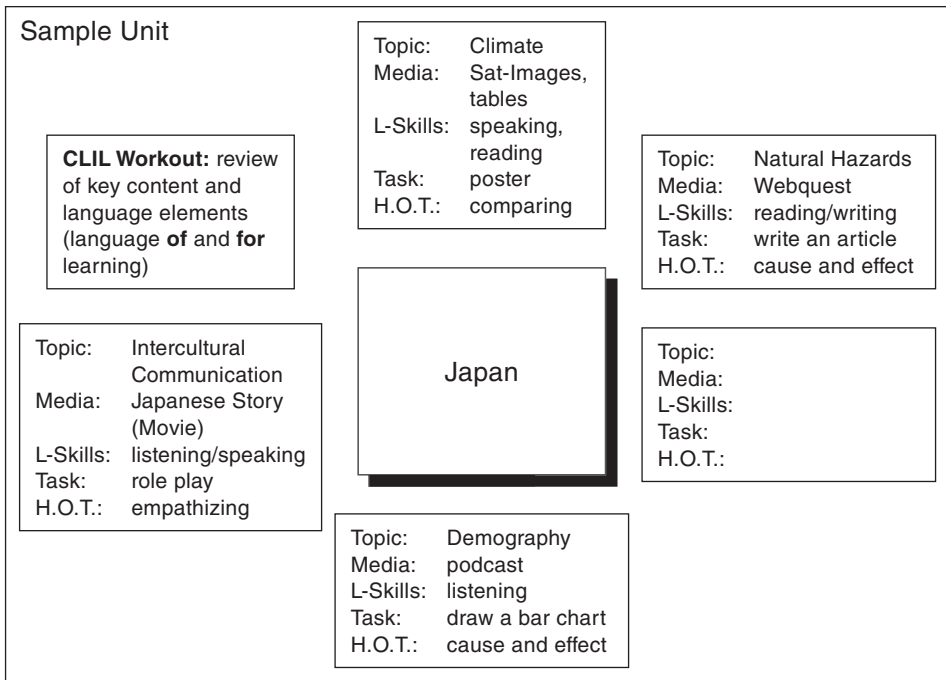 Sample Unit
Topic: Climate
Media: Sat-Images,
tables
L-Skills: speaking,
reading
Task: poster
H.O.T.: comparing
CLIL Workout: review
of key content and
language elements
(language of and for
learning)
Topic: Natural Hazards
Media: Webquest
L-Skills: reading/writing
Task: write an article
H.O.T.: cause and effect
Japan
Topic: Intercultural
Communication
Media: Japanese Story
(Movie)
L-Skills: listening/speaking
Task: role play
H.O.T.: empathizing
Topic:
Media:
L-Skills:
Task:
H.O.T.:
Topic: Demography
Media: podcast
L-Skills: listening
Task: draw a bar chart
H.O.T.: cause and effect